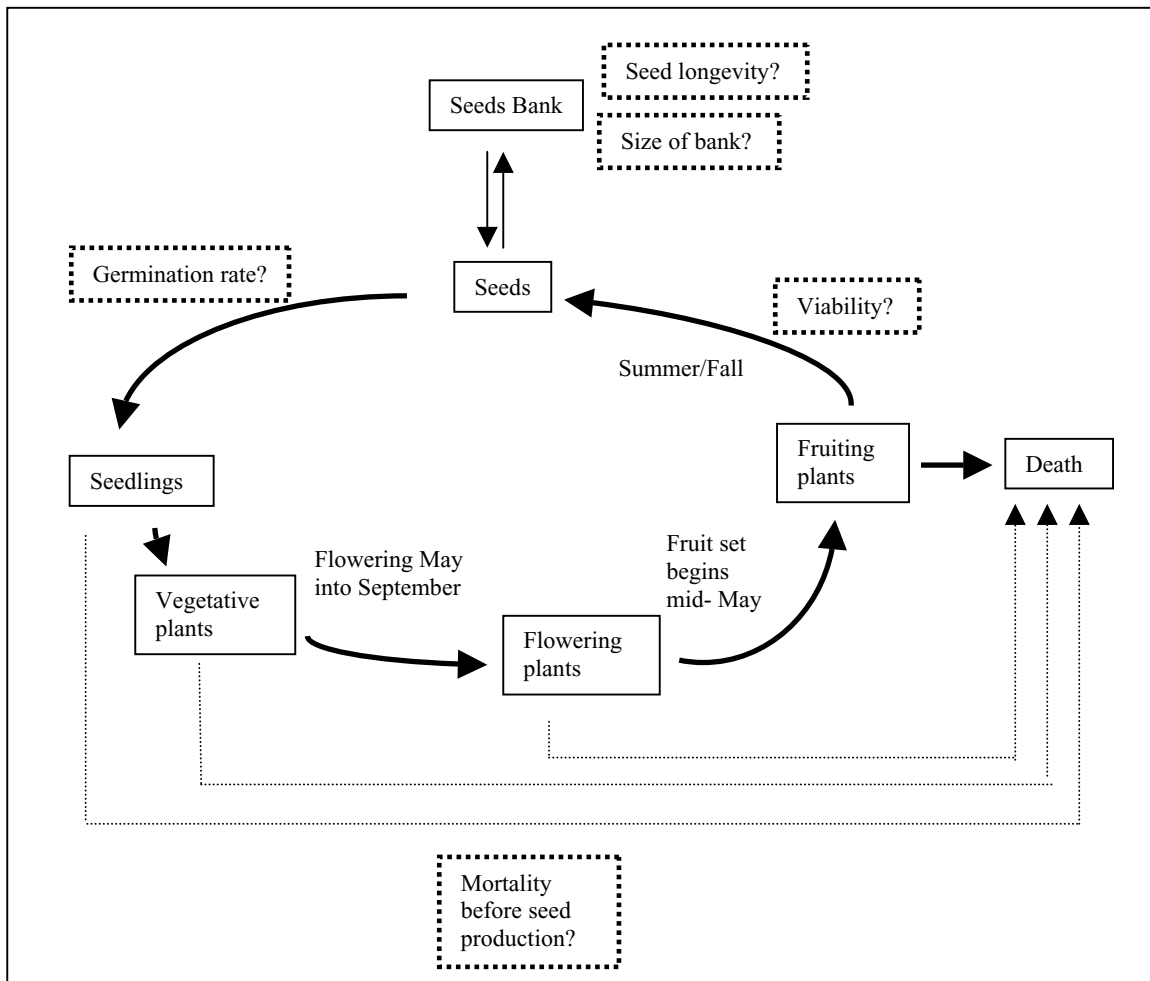 Seed longevity?
Seeds Bank
Size of bank?
Germination rate?
Seeds
Viability?
Summer/Fall
Fruiting
plants
Death
Seedlings
Flowering May
into September
Fruit set
begins
mid- May
Vegetative
plants
Flowering
plants
Mortality
before seed
production?